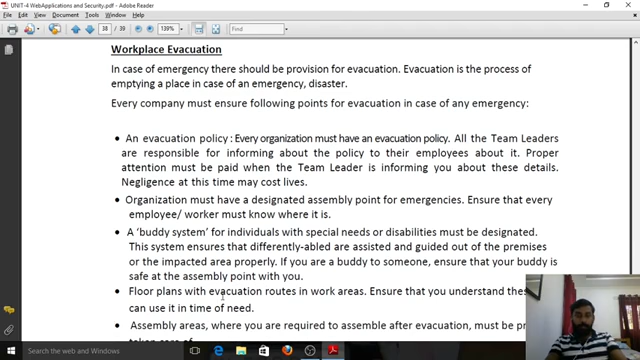 UNIT-4 WebApplications and Security.pdf - Adobe Reader
File Edit View Document Tools Window Help
38 / 39 139% Find
Workplace Evacuation
In case of emergency there should be provision for evacuation. Evacuation is the process of
emptying a place in case of an emergency, disaster.
Every company must ensure following points for evacuation in case of any emergency:
• An evacuation policy : Every organization must have an evacuation policy. All the Team Leaders
are responsible for informing about the policy to their employees about it. Proper
attention must be paid when the Team Leader is informing you about these details.
Negligence at this time may cost lives.
• Organization must have a designated assembly point for emergencies. Ensure that every
employee/ worker must know where it is.
• A ‘buddy system’ for individuals with special needs or disabilities must be designated.
This system ensures that differently-abled are assisted and guided out of the premises
or the impacted area properly. If you are a buddy to someone, ensure that your buddy is
safe at the assembly point with you.
• Floor plans with evacuation routes in work areas. Ensure that you understand thes
can use it in time of need.
• Assembly areas, where you are required to assemble after evacuation, must be pr